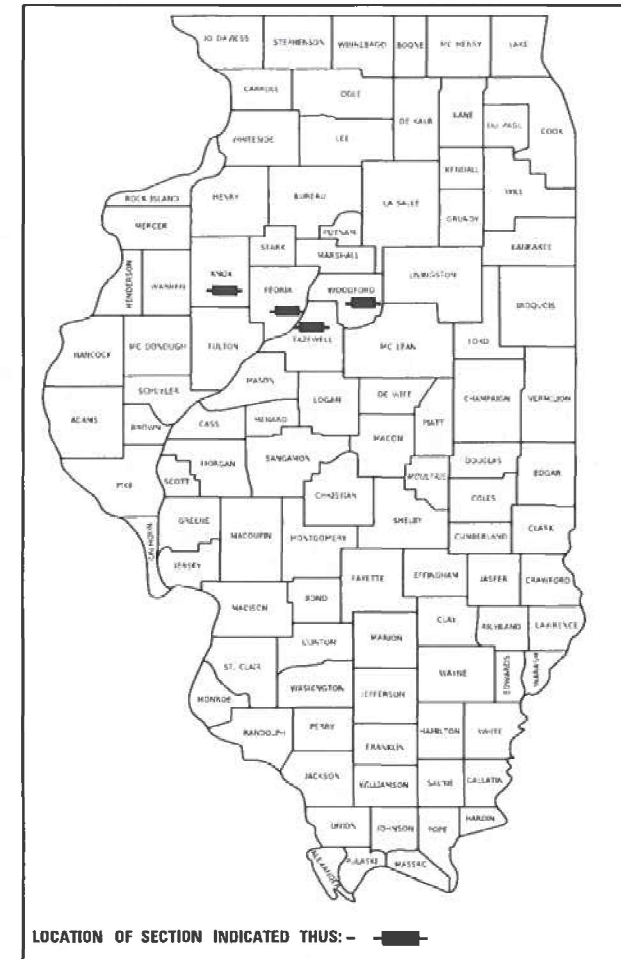 JO DAVIESS STEPHENSON WINNEBAGO BOONE MC HENRY LAKE
CARROLL OGLE DE KALB KANE DU PAGE COOK
WHITESIDE LEE KENDALL WILL
ROCK ISLAND HENRY BUREAU LA SALLE GRUNDY
MERCER PUTNAM KANKAKEE
STARK MARSHALL
HENDERSON WARREN KNOX PEORIA WOODFORD LIVINGSTON IROQUOIS
TAZEWELL
HANCOCK MC DONOUGH FULTON MC LEAN FORD
MASON
SCHUYLER LOGAN DE WITT CHAMPAIGN VERMILION
ADAMS BROWN CASS MENARD PIATT
MACON
PIKE SCOTT MORGAN SANGAMON MOULTRIE DOUGLAS EDGAR
CHRISTIAN COLES
CALHOUN GREENE MACOUPIN MONTGOMERY SHELBY CUMBERLAND CLARK
JERSEY FAYETTE EFFINGHAM JASPER CRAWFORD
MADISON BOND
CLAY RICHLAND LAWRENCE
CLINTON MARION
ST. CLAIR WAYNE EDWARDS WABASH
MONROE WASHINGTON JEFFERSON
RANDOLPH PERRY HAMILTON WHITE
FRANKLIN
JACKSON WILLIAMSON SALINE GALLATIN
UNION JOHNSON POPE HARDIN
ALEXANDER PULASKI MASSAC
LOCATION OF SECTION INDICATED THUS: -